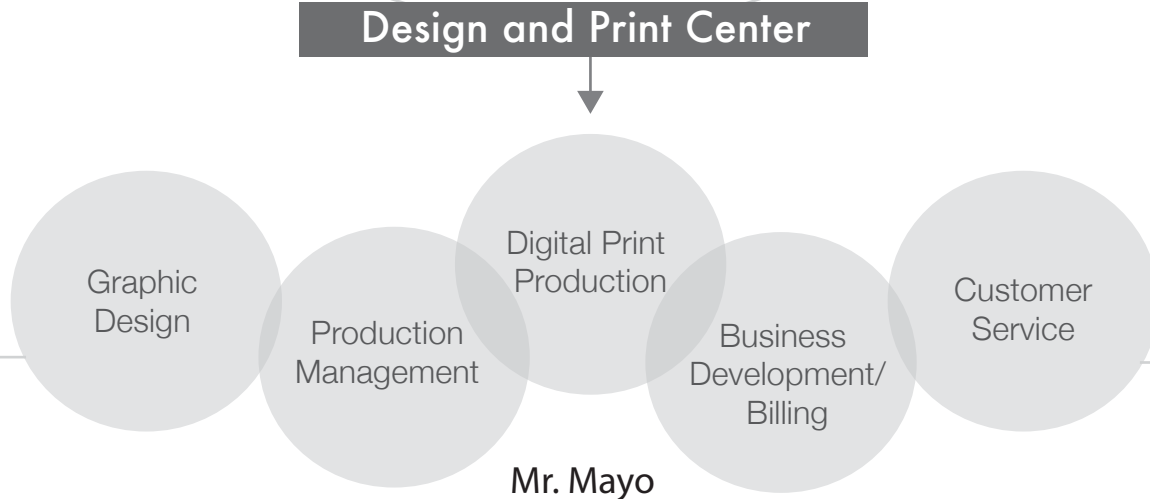 Design and Print Center
Graphic
Design
Production
Management
Digital Print
Production
Business
Development/
Billing
Customer
Service
Mr. Mayo